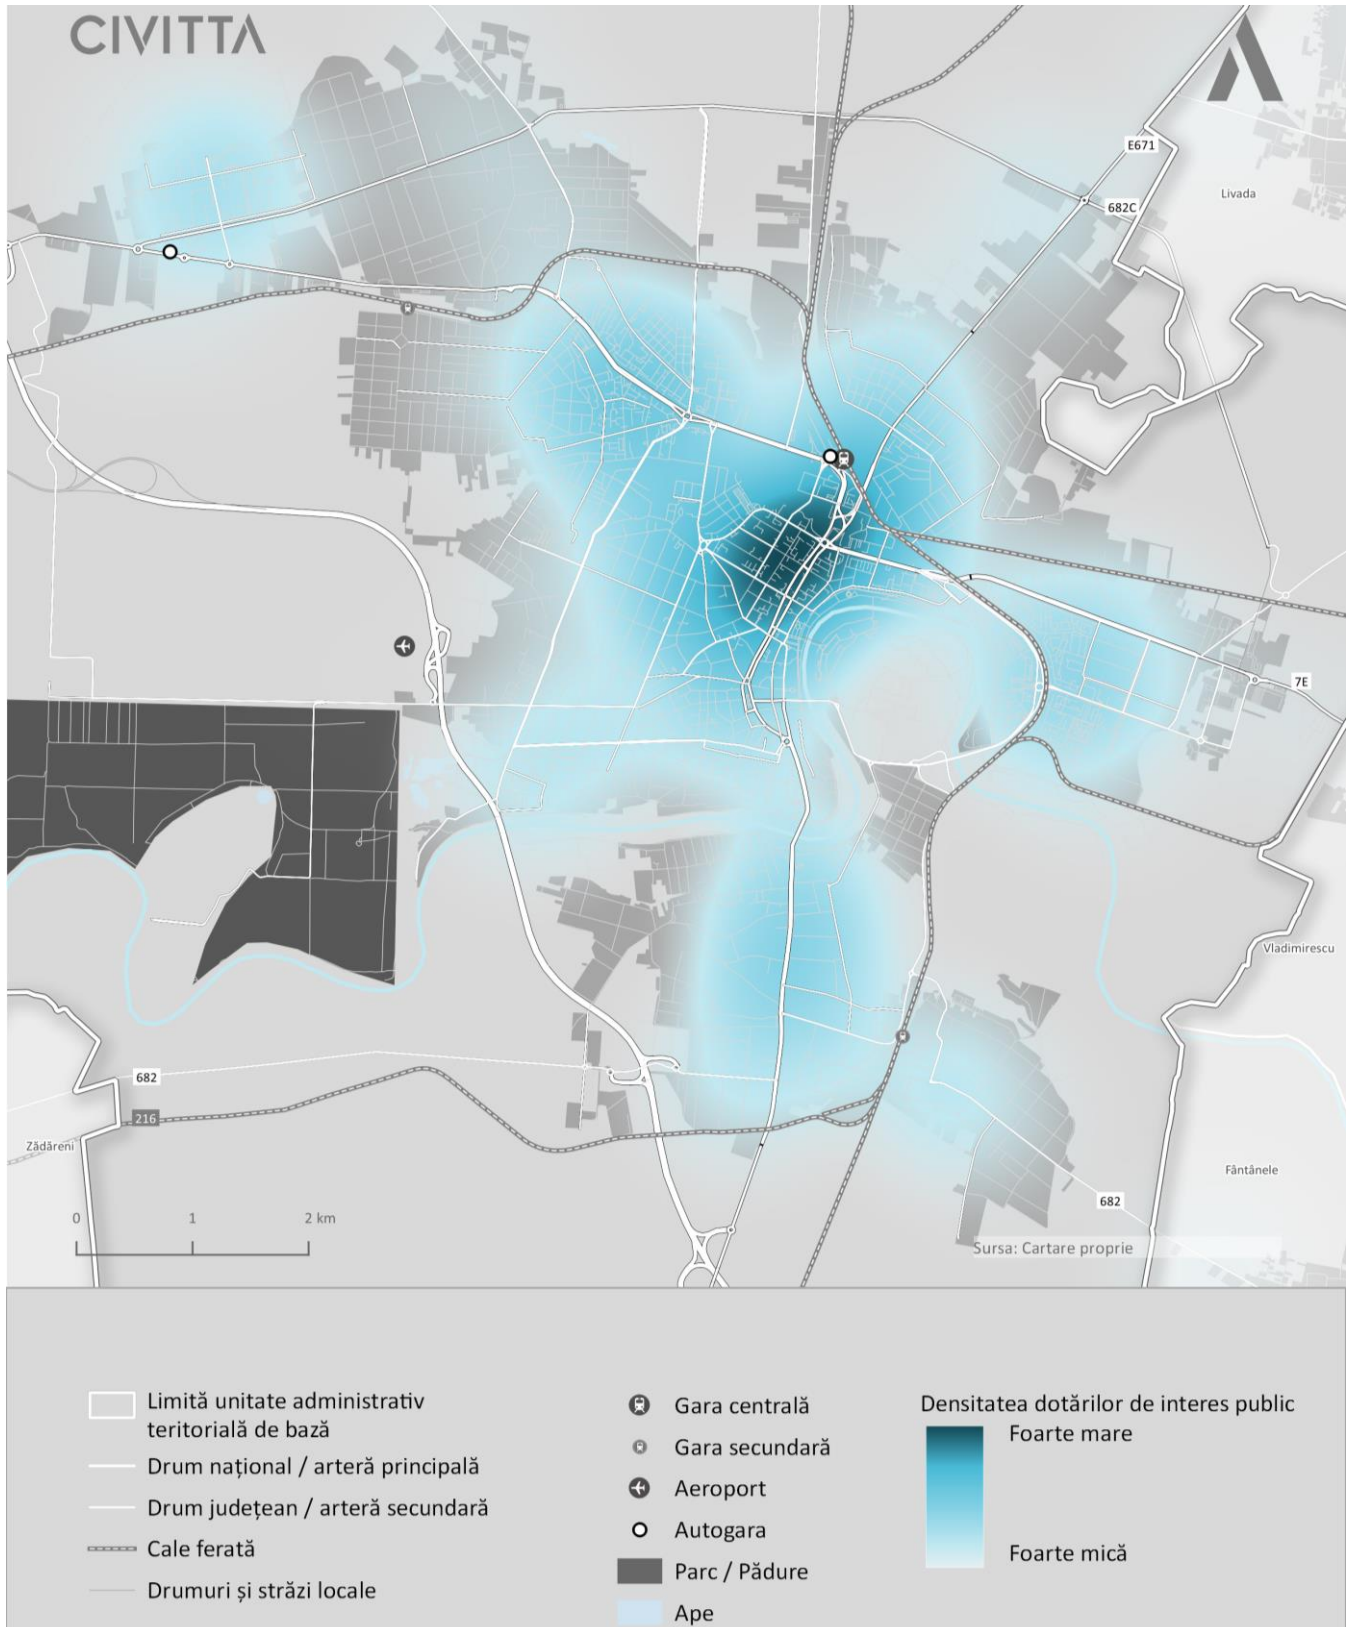 CIVITTA
E671
682C
Livada
7E
Vladimirescu
682
216
Zădăreni
Fântânele
682
0 1 2 km
Sursa: Cartare proprie
Limită unitate administrativ
teritorială de bază
Drum național / arteră principală
Drum județean / arteră secundară
Cale ferată
Drumuri și străzi locale
Gara centrală
Gara secundară
Aeroport
Autogara
Parc / Pădure
Ape
Densitatea dotărilor de interes public
Foarte mare
Foarte mică